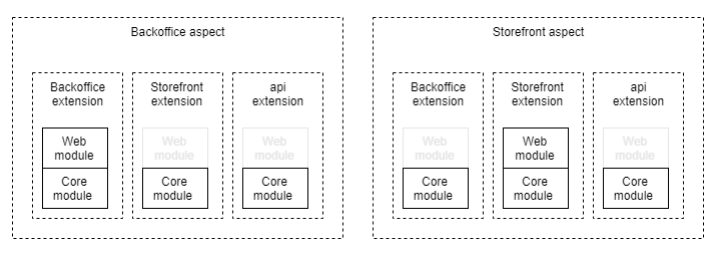 Backoffice aspect
Backoffice
extension
Web
module
Core
module
Storefront
extension
Web
module
Core
module
api
extension
Web
module
Core
module
Storefront aspect
Backoffice
extension
Web
module
Core
module
Storefront
extension
Web
module
Core
module
api
extension
Web
module
Core
module